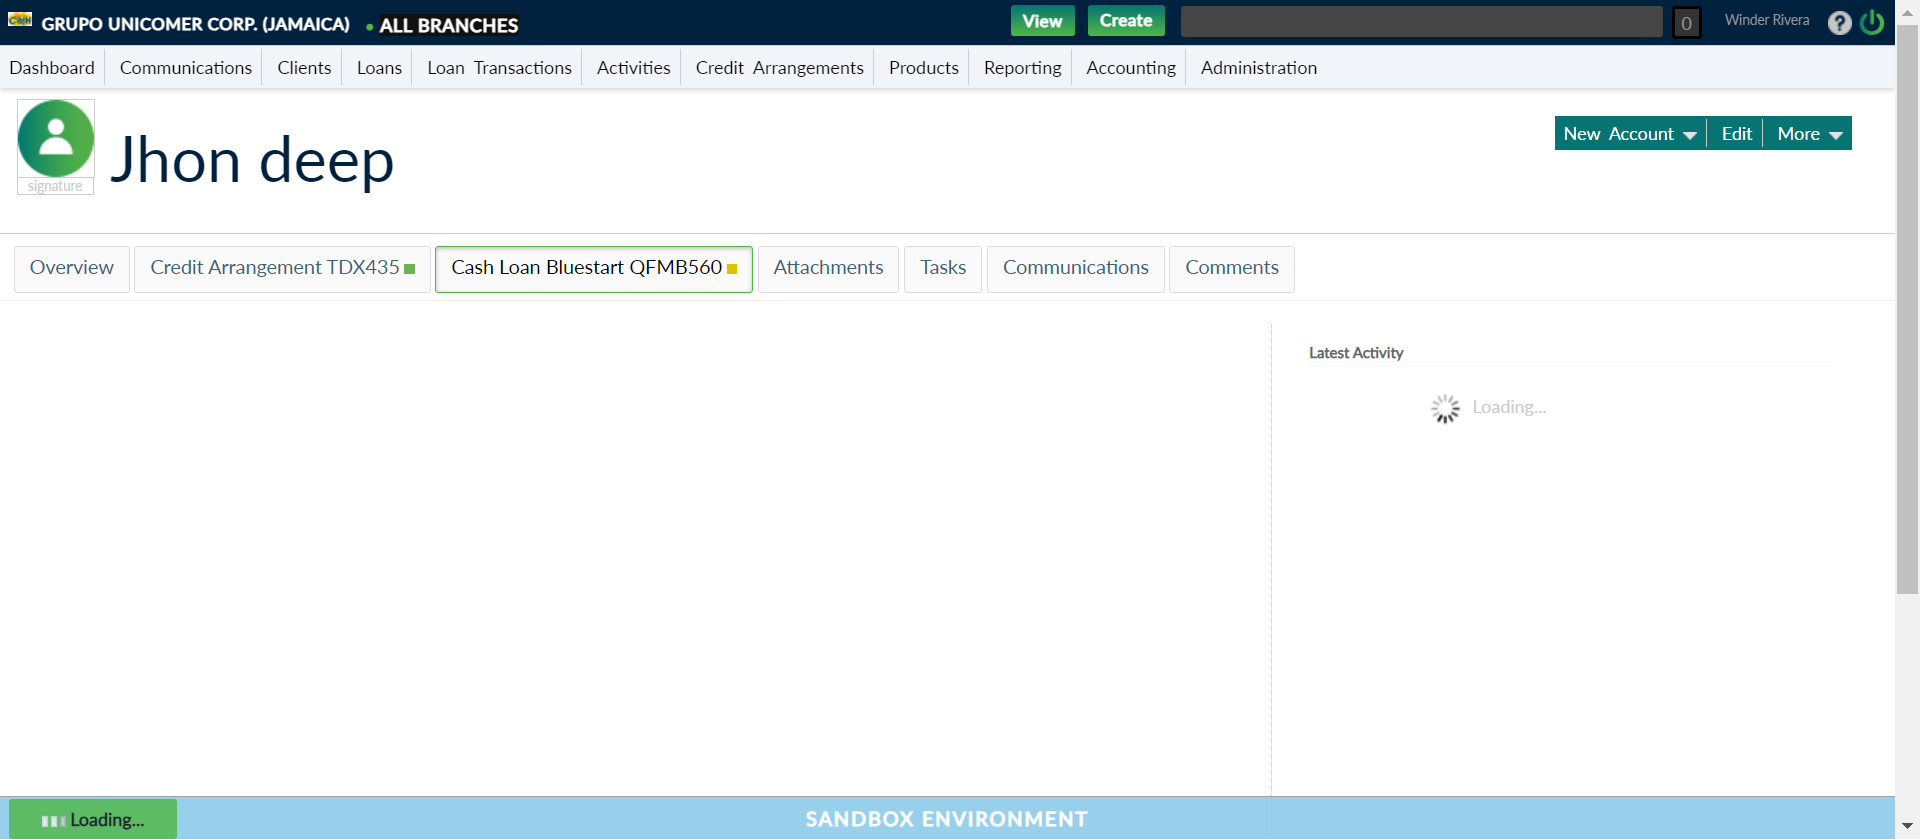 GRUPO UNICOMER CORP. (JAMAICA) ALL BRANCHES View Create 0 Winder Rivera ?
Dashboard Communications Clients Loans Loan Transactions Activities Credit Arrangements Products Reporting Accounting Administration
Jhon deep
signature
New Account Edit More
Overview Credit Arrangement TDX435 Cash Loan Bluestart QFMB560 Attachments Tasks Communications Comments
Latest Activity
Loading...
Loading... SANDBOX ENVIRONMENT